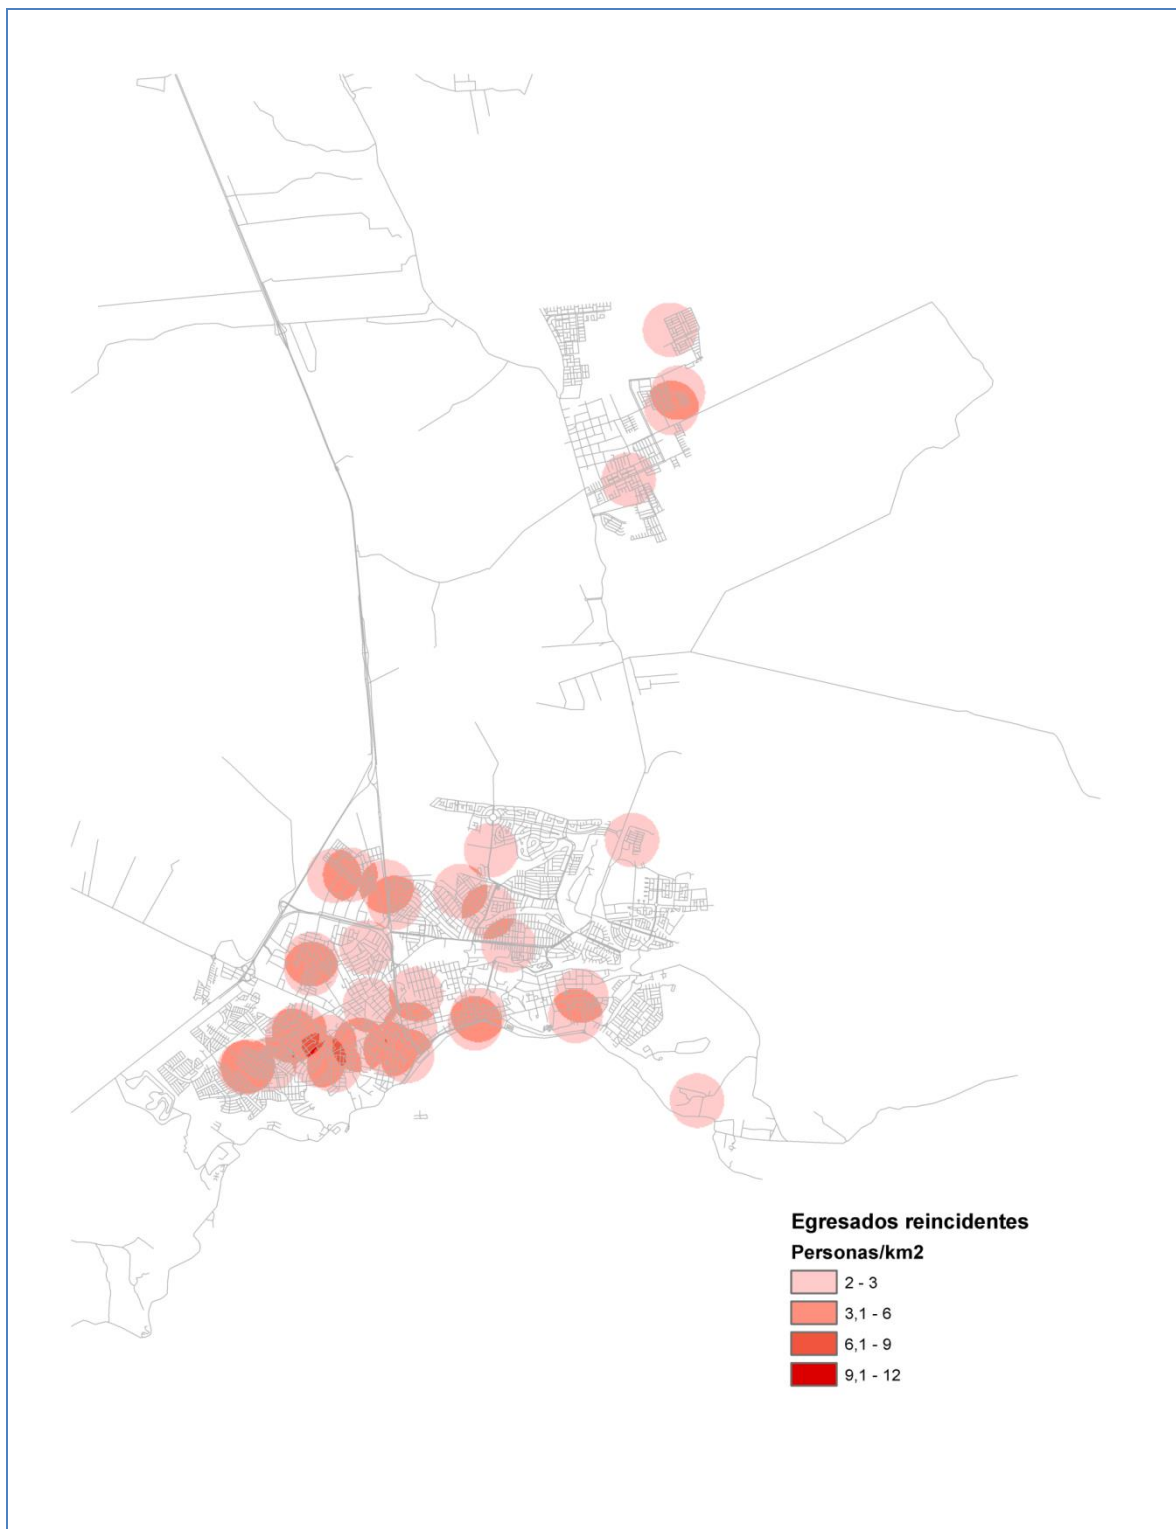 Egresados reincidentes
Personas/km2
2 - 3
3,1 - 6
6,1 - 9
9,1 - 12